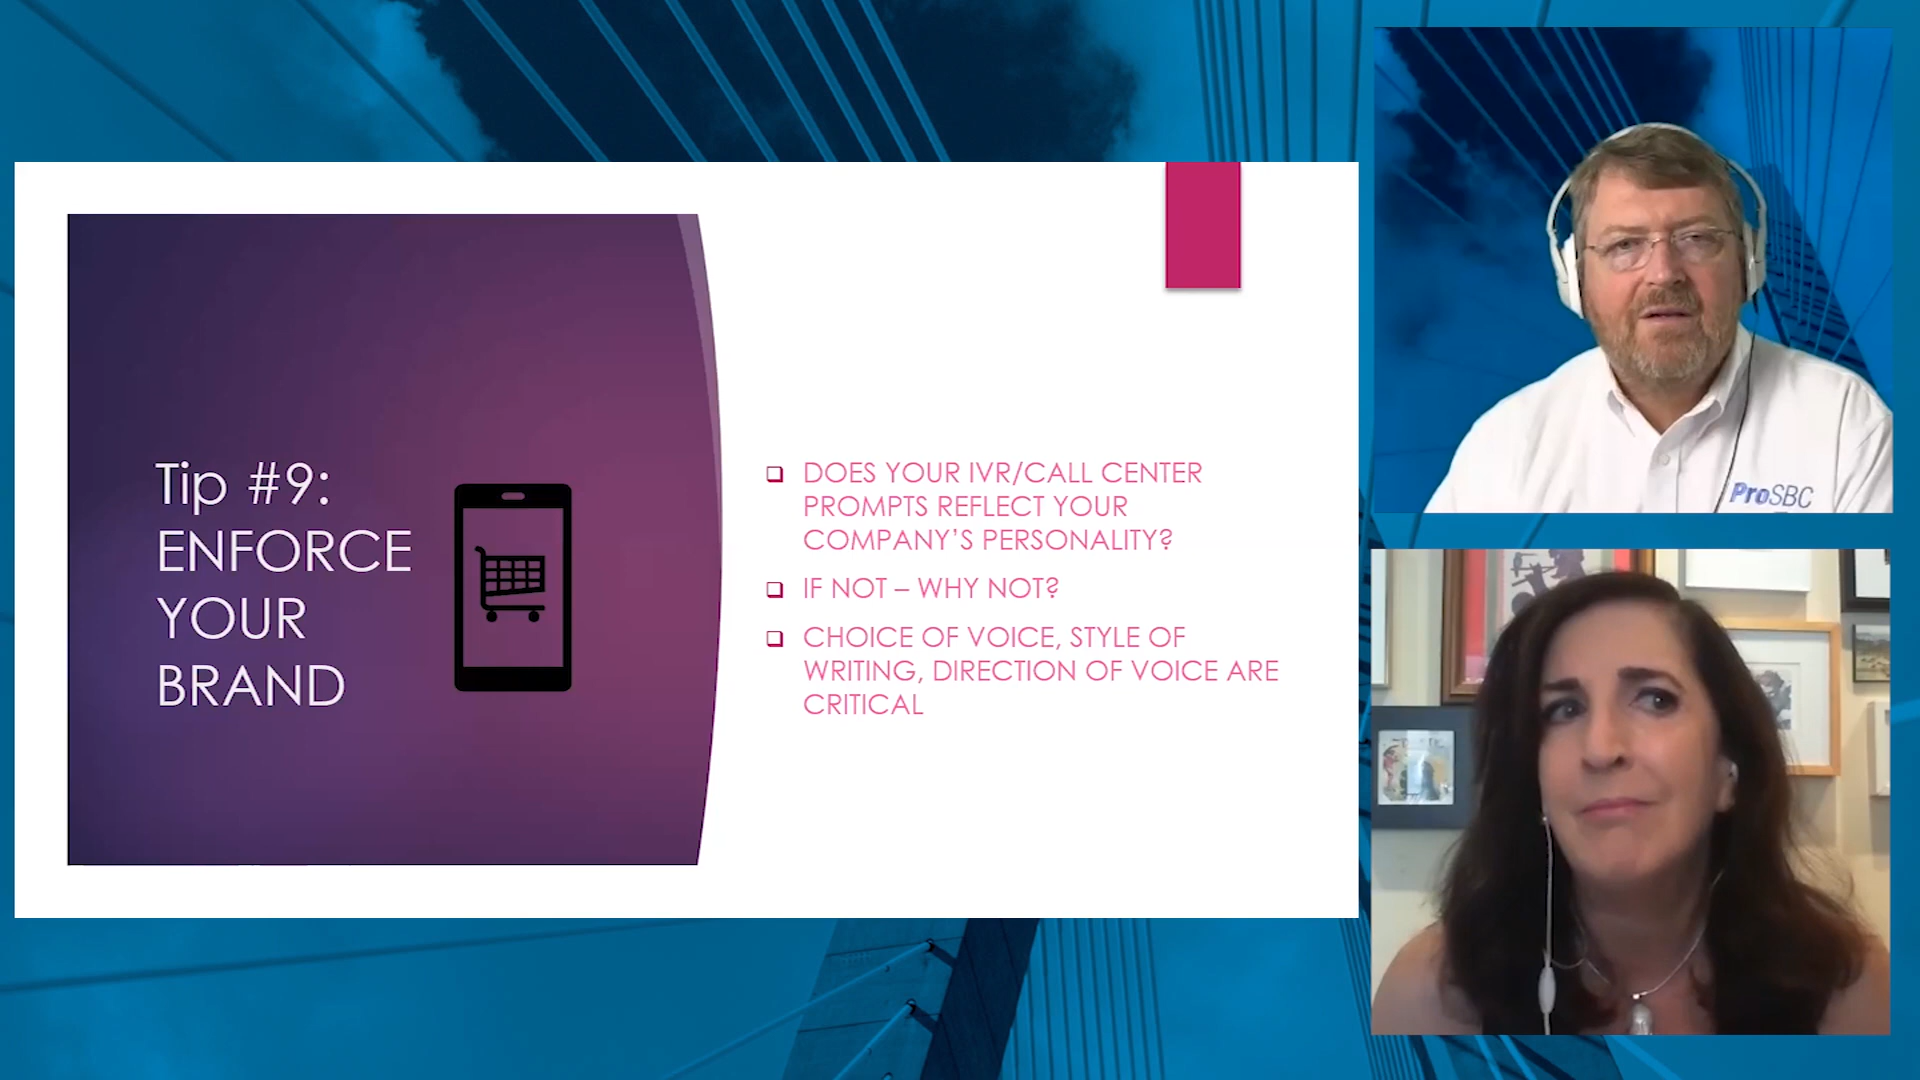 Tip #9:
ENFORCE
YOUR
BRAND
DOES YOUR IVR/CALL CENTER
PROMPTS REFLECT YOUR
COMPANY’S PERSONALITY?
IF NOT – WHY NOT?
CHOICE OF VOICE, STYLE OF
WRITING, DIRECTION OF VOICE ARE
CRITICAL
ProSBC